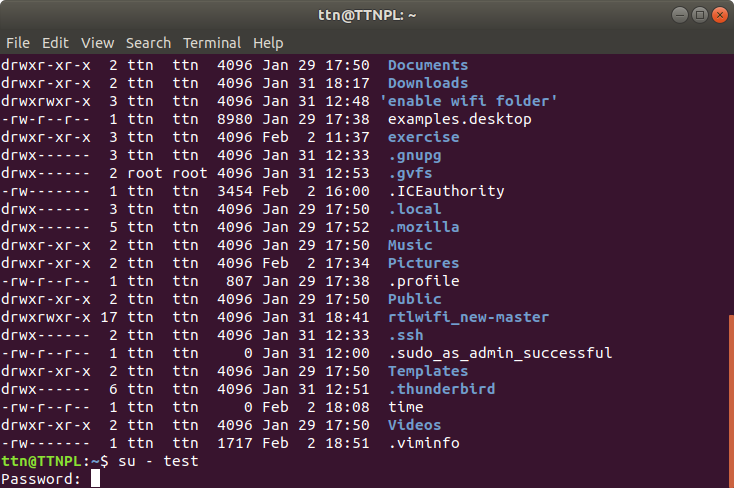 ttn@TTNPL: ~
File Edit View Search Terminal Help
drwxr-xr-x  2 ttn  ttn  4096 Jan 29 17:50  Documents
drwxr-xr-x  2 ttn  ttn  4096 Jan 31 18:17  Downloads
drwxrwxr-x  3 ttn  ttn  4096 Jan 31 12:48 'enable wifi folder'
-rw-r--r--  1 ttn  ttn  8980 Jan 29 17:38  examples.desktop
drwxr-xr-x  3 ttn  ttn  4096 Feb  2 11:37  exercise
drwx------  3 ttn  ttn  4096 Jan 31 12:33  .gnupg
drwx------  2 root root 4096 Jan 31 12:53  .gvfs
-rw-------  1 ttn  ttn  3454 Feb  2 16:00  .ICEauthority
drwx------  3 ttn  ttn  4096 Jan 29 17:50  .local
drwx------  5 ttn  ttn  4096 Jan 29 17:52  .mozilla
drwxr-xr-x  2 ttn  ttn  4096 Jan 29 17:50  Music
drwxr-xr-x  2 ttn  ttn  4096 Feb  2 17:34  Pictures
-rw-r--r--  1 ttn  ttn   807 Jan 29 17:38  .profile
drwxr-xr-x  2 ttn  ttn  4096 Jan 29 17:50  Public
drwxrwxr-x 17 ttn  ttn  4096 Jan 31 18:41  rtlwifi_new-master
drwx------  2 ttn  ttn  4096 Jan 31 12:33  .ssh
-rw-r--r--  1 ttn  ttn     0 Jan 31 12:00  .sudo_as_admin_successful
drwxr-xr-x  2 ttn  ttn  4096 Jan 29 17:50  Templates
drwx------  6 ttn  ttn  4096 Jan 31 12:51  .thunderbird
-rw-r--r--  1 ttn  ttn     0 Feb  2 18:08  time
drwxr-xr-x  2 ttn  ttn  4096 Jan 29 17:50  Videos
-rw-------  1 ttn  ttn  1717 Feb  2 18:51  .viminfo
ttn@TTNPL:~$ su - test
Password: